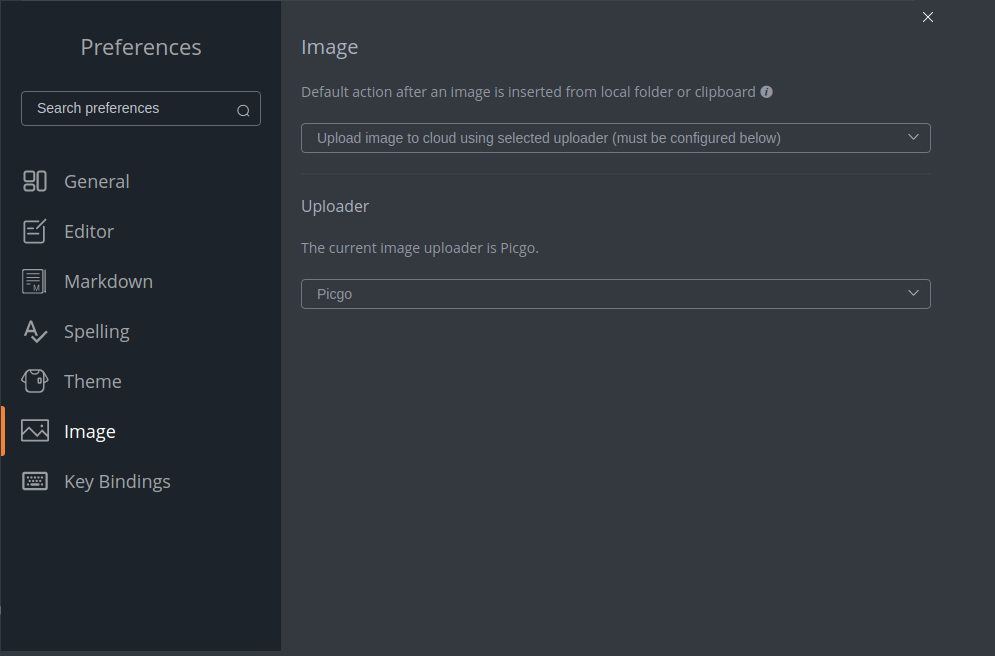 Preferences
Search preferences
General
Editor
Markdown
Spelling
Theme
Image
Key Bindings
Image
Default action after an image is inserted from local folder or clipboard
Upload image to cloud using selected uploader (must be configured below)
Uploader
The current image uploader is Picgo.
Picgo